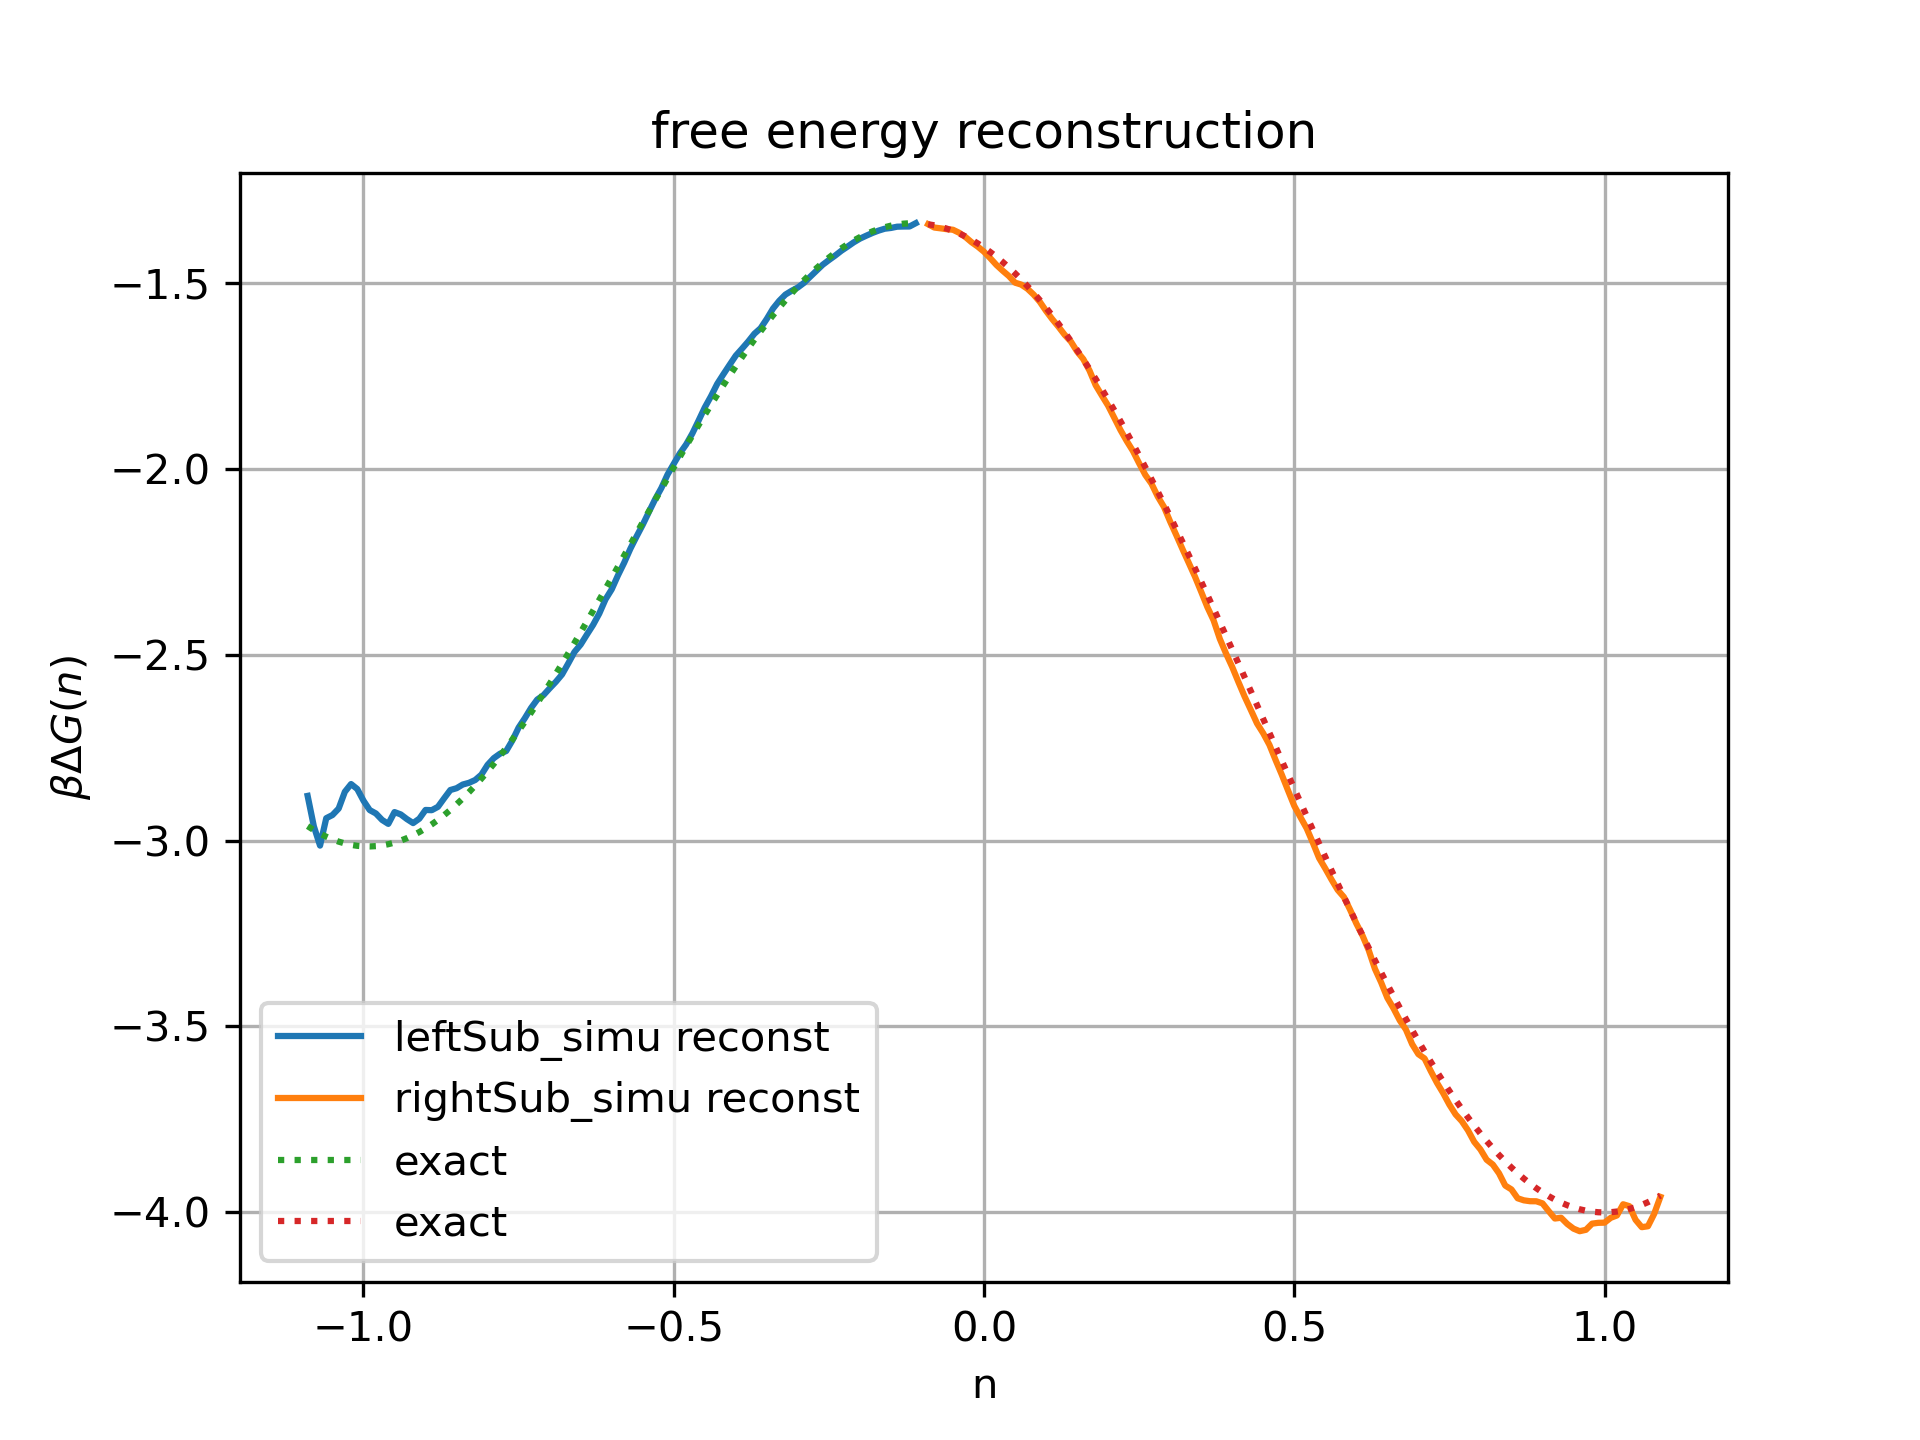 free energy reconstruction
βΔG(n)
−1.5
−2.0
−2.5
−3.0
−3.5
−4.0
leftSub_simu reconst
rightSub_simu reconst
exact
exact
−1.0 −0.5 0.0 0.5 1.0
n